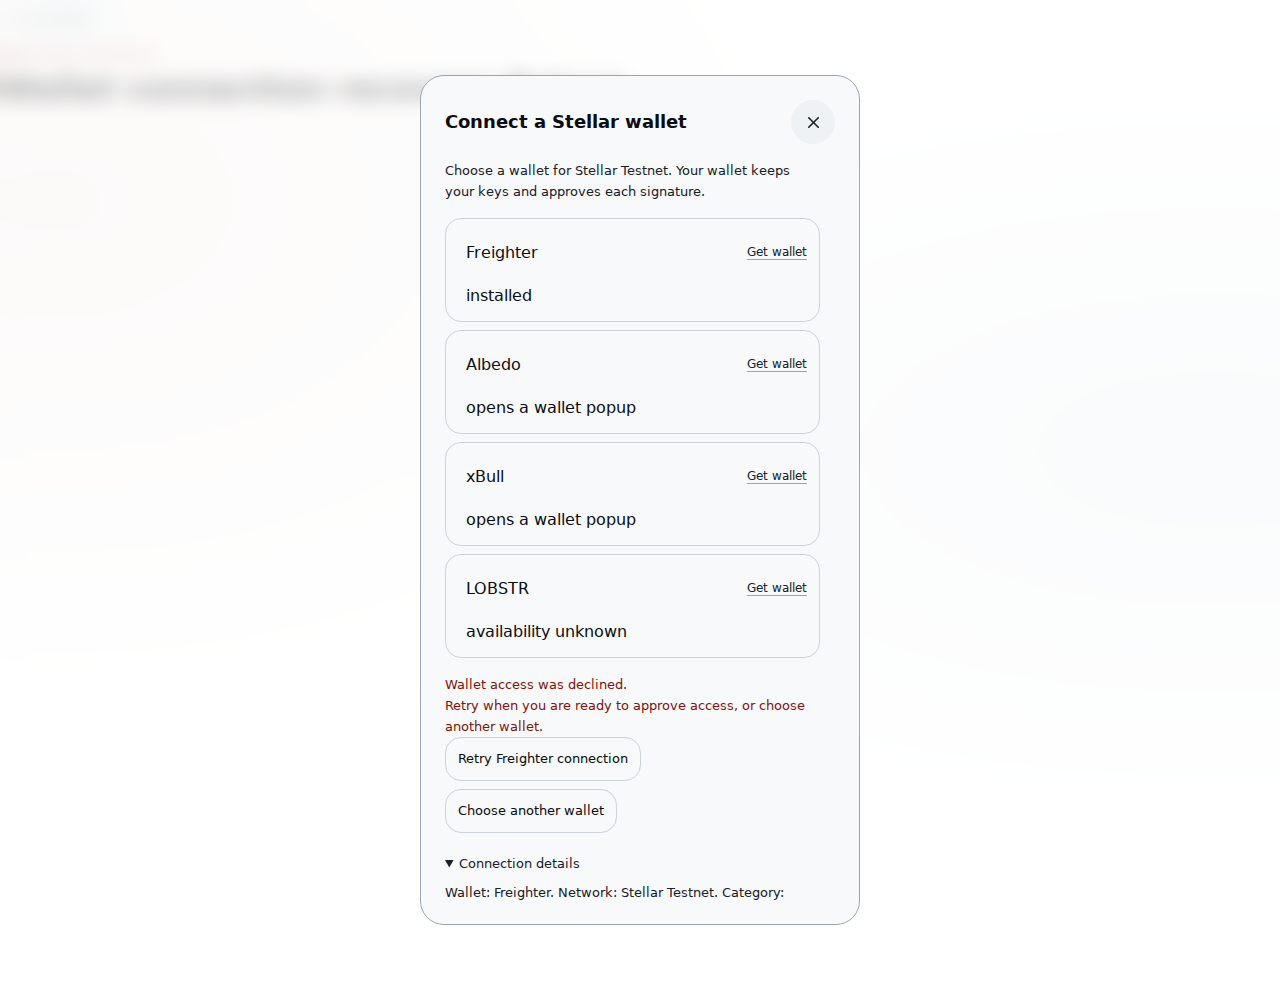 Connect a Stellar wallet
Choose a wallet for Stellar Testnet. Your wallet keeps
your keys and approves each signature.
Freighter
Get wallet
installed
Albedo
Get wallet
opens a wallet popup
xBull
Get wallet
opens a wallet popup
LOBSTR
Get wallet
availability unknown
Wallet access was declined.
Retry when you are ready to approve access, or choose
another wallet.
Retry Freighter connection
Choose another wallet
Connection details
Wallet: Freighter. Network: Stellar Testnet. Category: